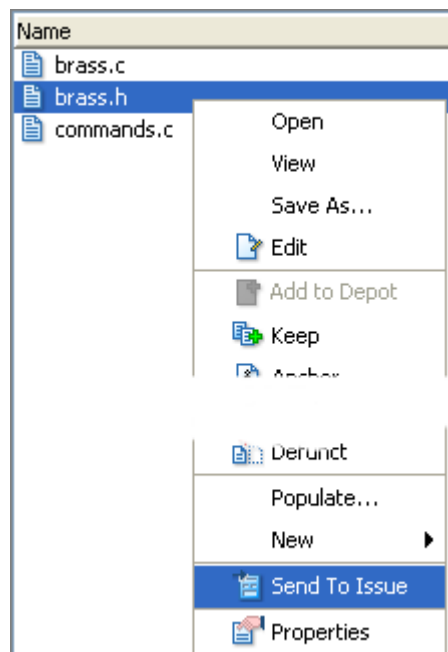 Name
brass.c
brass.h
commands.c
Open
View
Save As...
Edit
Add to Depot
Keep
Anchor
Defunct
Populate...
New
Send To Issue
Properties